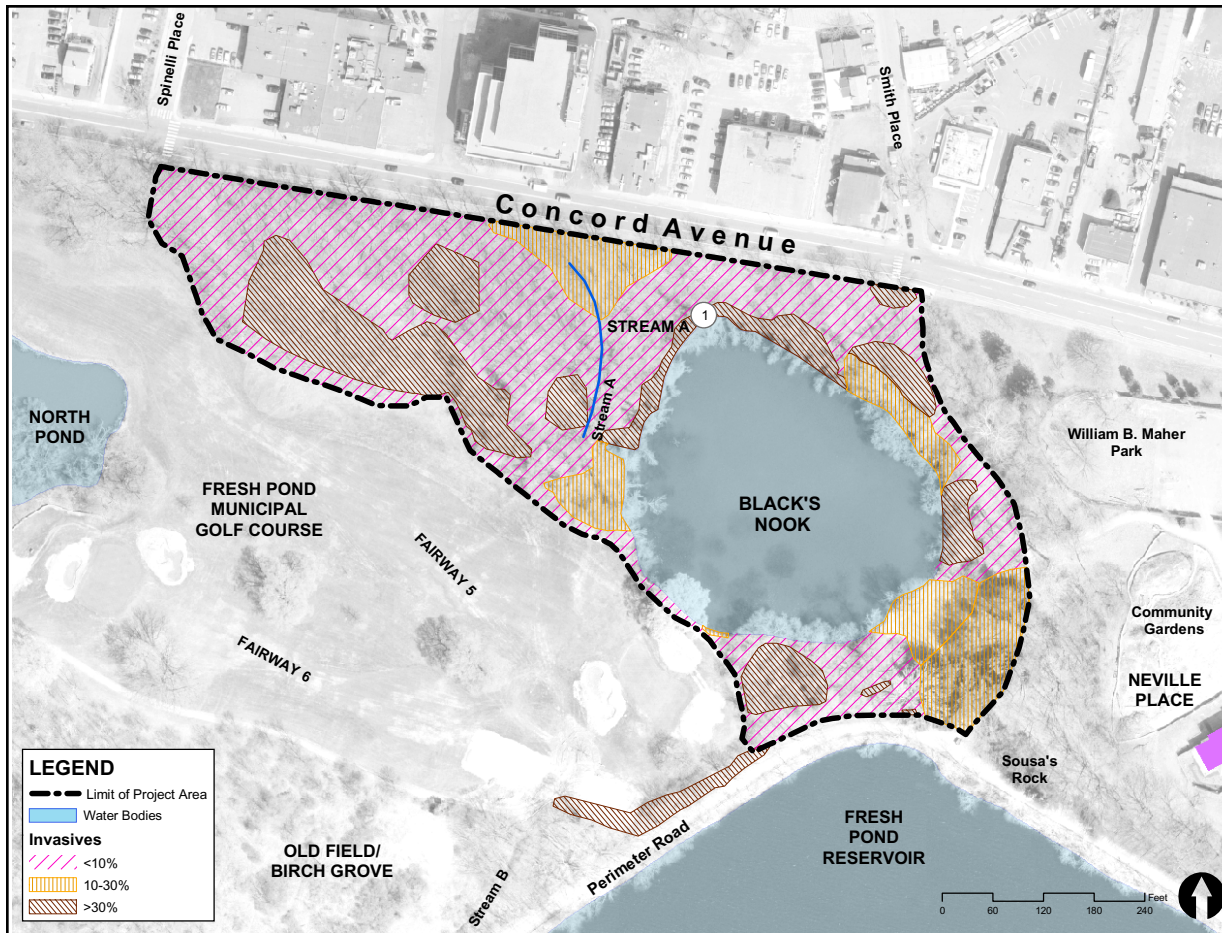 Spinelli Place
Smith Place
Concord Avenue
STREAM A
1
Stream A
NORTH
POND
William B. Maher
Park
FRESH POND
MUNICIPAL
GOLF COURSE
BLACK'S
NOOK
FAIRWAY 5
FAIRWAY 6
Community
Gardens
NEVILLE
PLACE
Sousa's
Rock
FRESH
POND
RESERVOIR
Perimeter Road
OLD FIELD/
BIRCH GROVE
Stream B
LEGEND
Limit of Project Area
Water Bodies
Invasives
<10%
10-30%
>30%
Feet
0 60 120 180 240